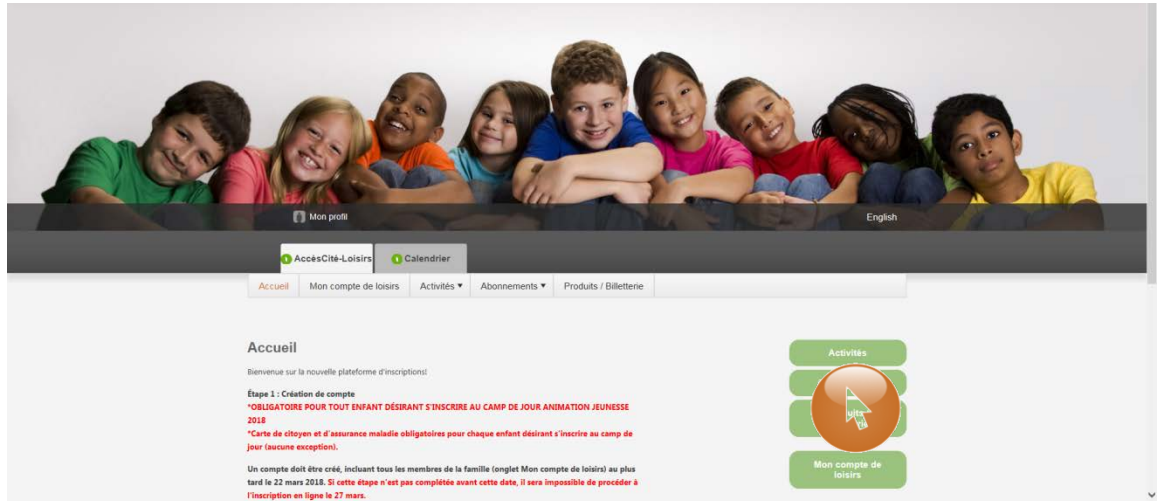 Mon profil
English
AccèsCité-Loisirs
Calendrier
Accueil Mon compte de loisirs Activités ▼ Abonnements ▼ Produits / Billetterie
Accueil
Bienvenue sur la nouvelle plateforme d'inscriptions!
Étape 1 : Création de compte
*OBLIGATOIRE POUR TOUT ENFANT DÉSIRANT S'INSCRIRE AU CAMP DE JOUR ANIMATION JEUNESSE
2018
*Carte de citoyen et d'assurance maladie obligatoires pour chaque enfant désirant s'inscrire au camp de
jour (aucune exception).
Un compte doit être créé, incluant tous les membres de la famille (onglet Mon compte de loisirs) au plus
tard le 22 mars 2018. Si cette étape n'est pas complétée avant cette date, il sera impossible de procéder à
l'inscription en ligne le 27 mars.
Activités
Mon compte de
loisirs